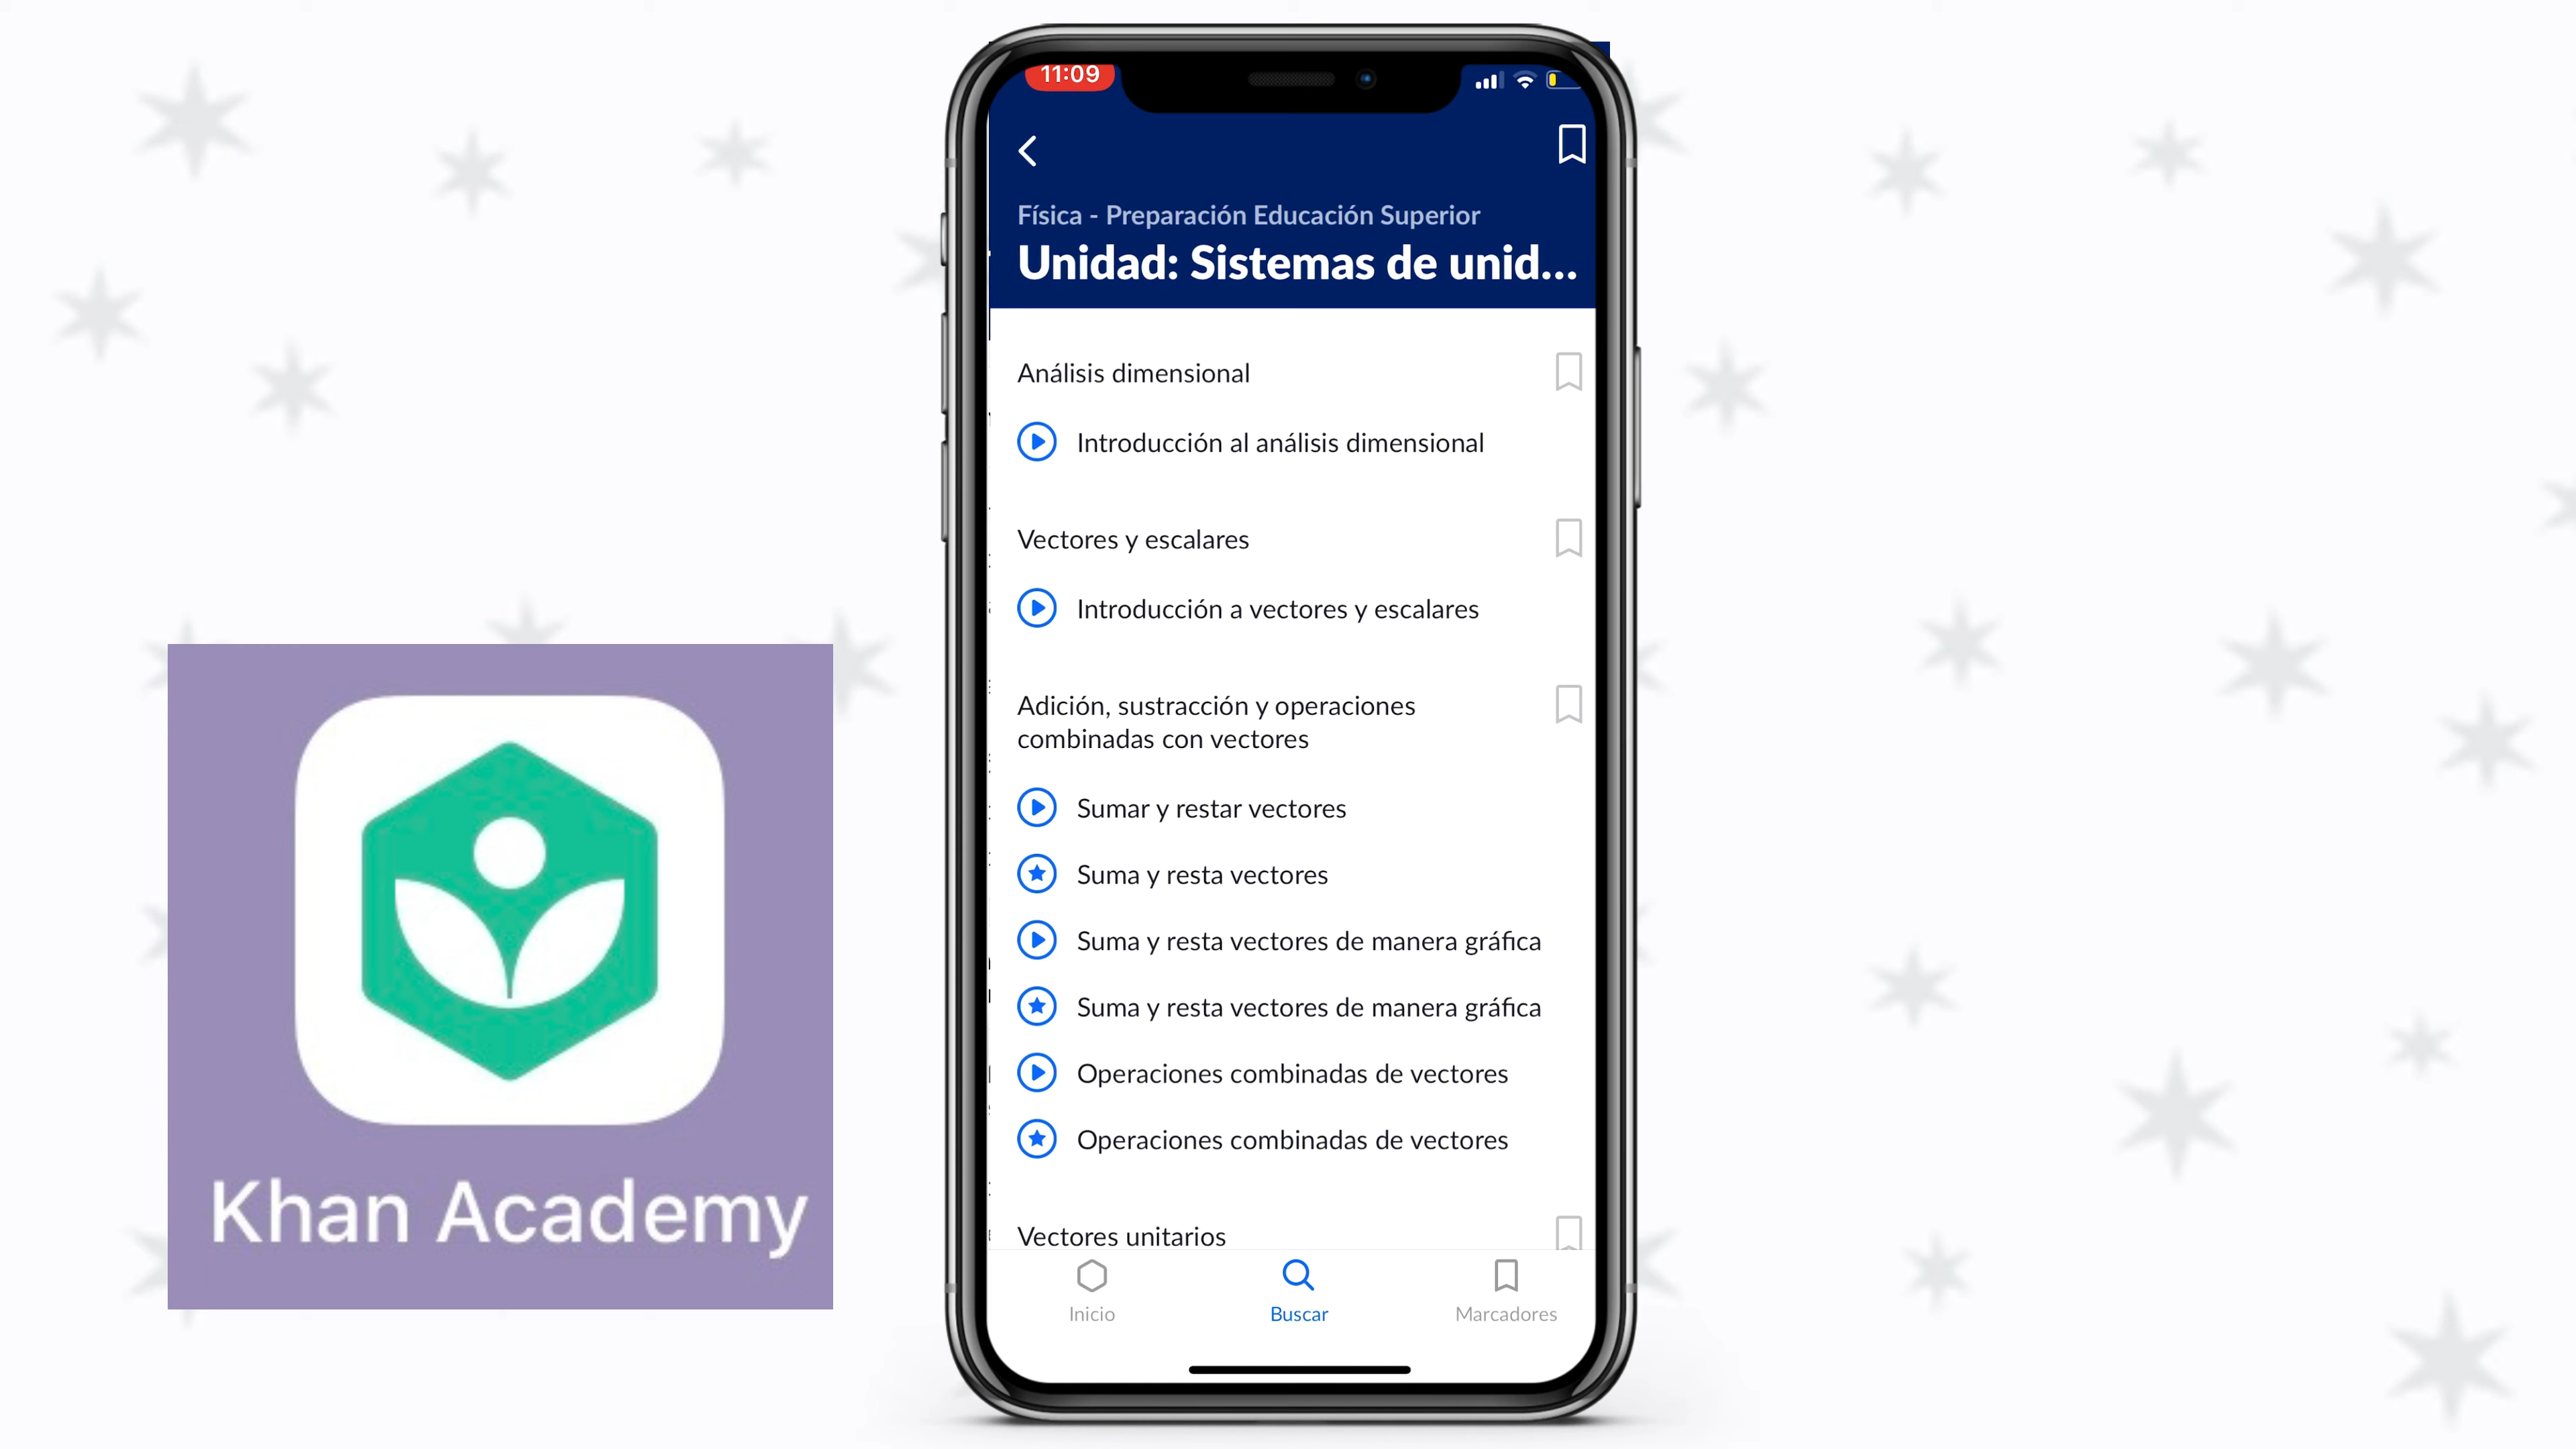 11:09
Física - Preparación Educación Superior
Unidad: Sistemas de unid...
Análisis dimensional
Introducción al análisis dimensional
Vectores y escalares
Introducción a vectores y escalares
Adición, sustracción y operaciones
combinadas con vectores
Sumar y restar vectores
Suma y resta vectores
Suma y resta vectores de manera gráfica
Suma y resta vectores de manera gráfica
Operaciones combinadas de vectores
Operaciones combinadas de vectores
Vectores unitarios
Inicio
Buscar
Marcadores
Khan Academy